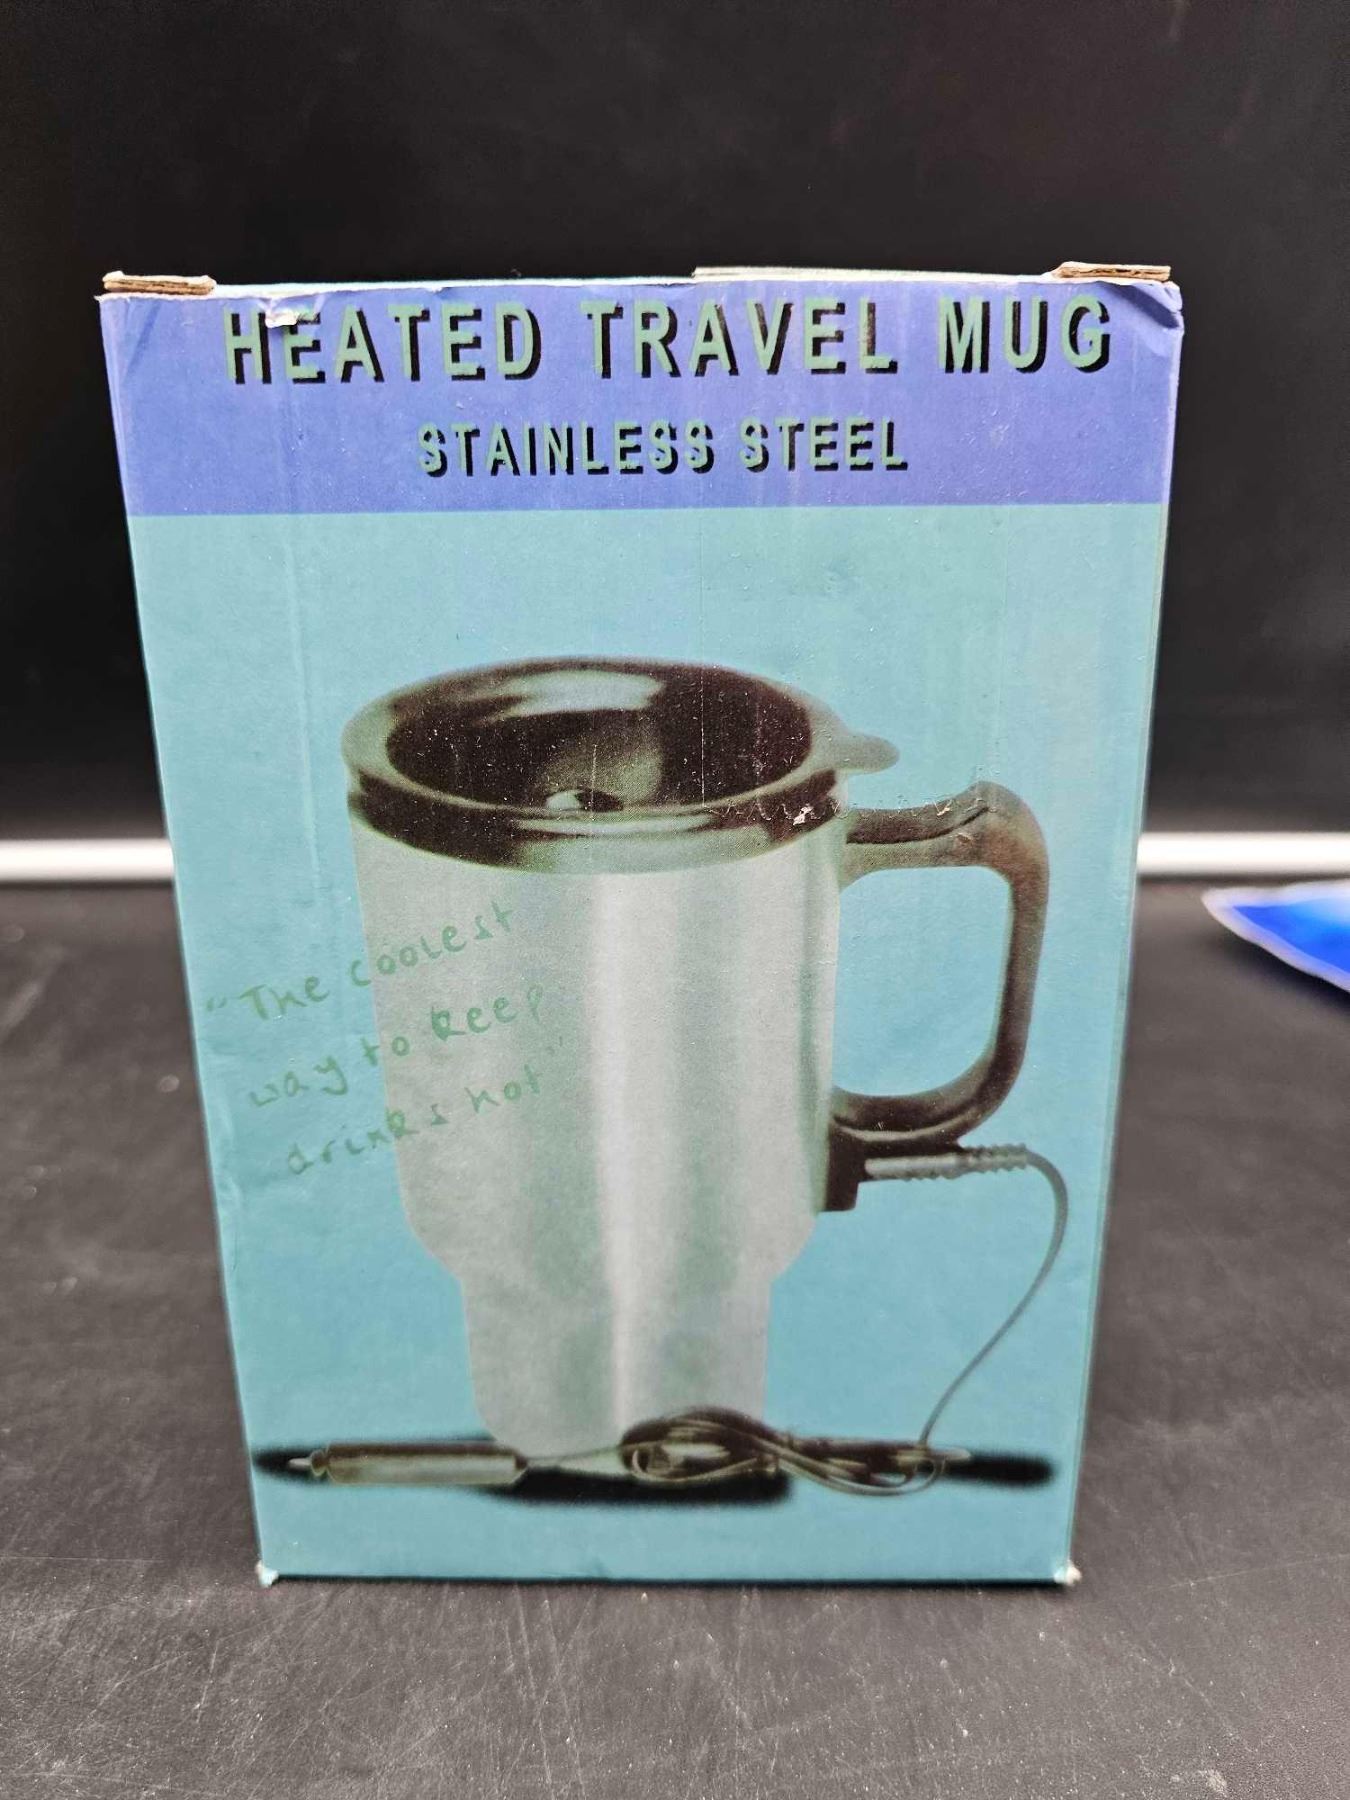 HEATED TRAVEL MUG
STAINLESS STEEL
"The coolest
way to keep
drinks hot"